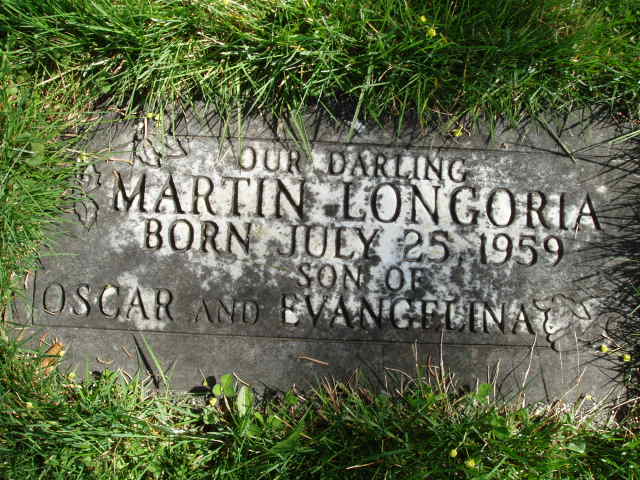 OUR DARLING
MARTIN LONGORIA
BORN JULY 25, 1959
SON OF
OSCAR AND EVANGELINA